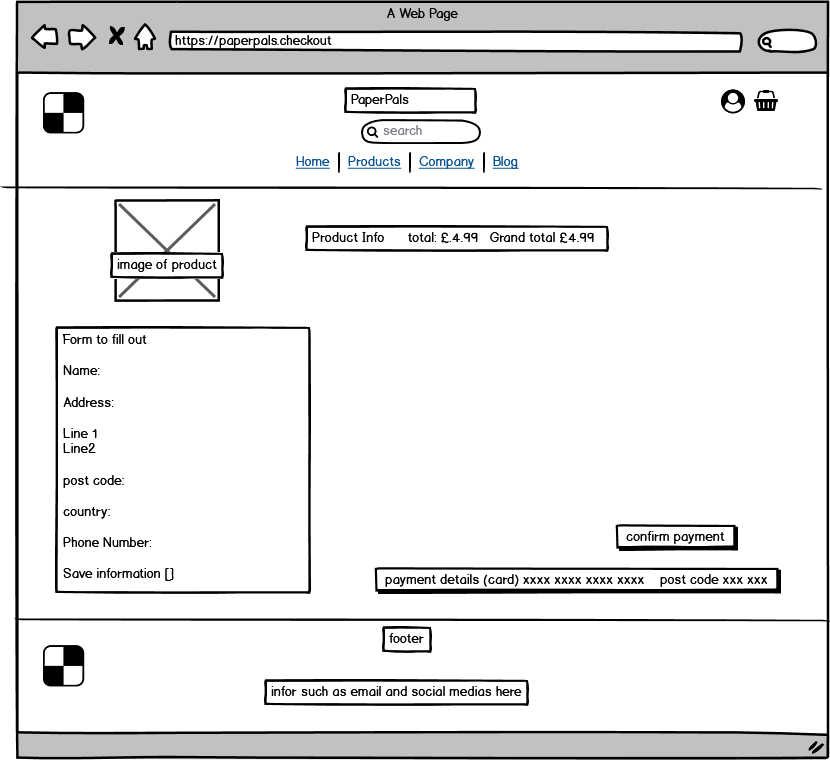 A Web Page
https://paperpals.checkout
PaperPals
search
Home | Products | Company | Blog
image of product
Product Info total: £.4.99 Grand total £4.99
Form to fill out
Name:
Address:
Line 1
Line2
post code:
country:
Phone Number:
Save information []
confirm payment
payment details (card) xxxx xxxx xxxx xxxx post code xxx xxx
footer
infor such as email and social medias here